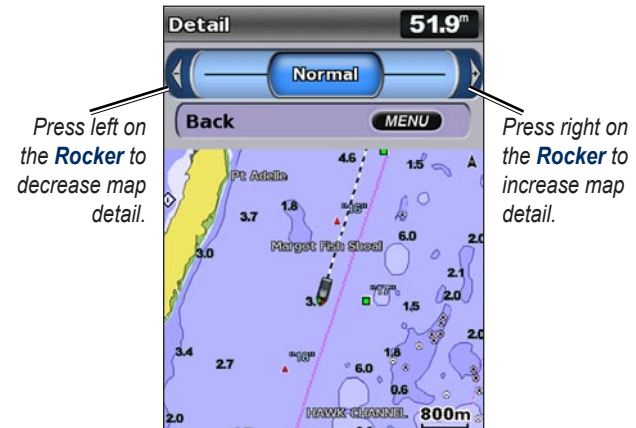 Detail
51.9m
Normal
Back
MENU
Press left on
the Rocker to
decrease map
detail.
Press right on
the Rocker to
increase map
detail.
4.6
1.5
Pt Adelle
1.8
3.7
"16"
6.0
2.0
Margot Fish Shoal
3.0
2.1
"17"
2.0
3.
1.5
2.0
3.4
1.8
"18"
2.7
6.0
0.6
HAWK CHANNEL
800m
2.0